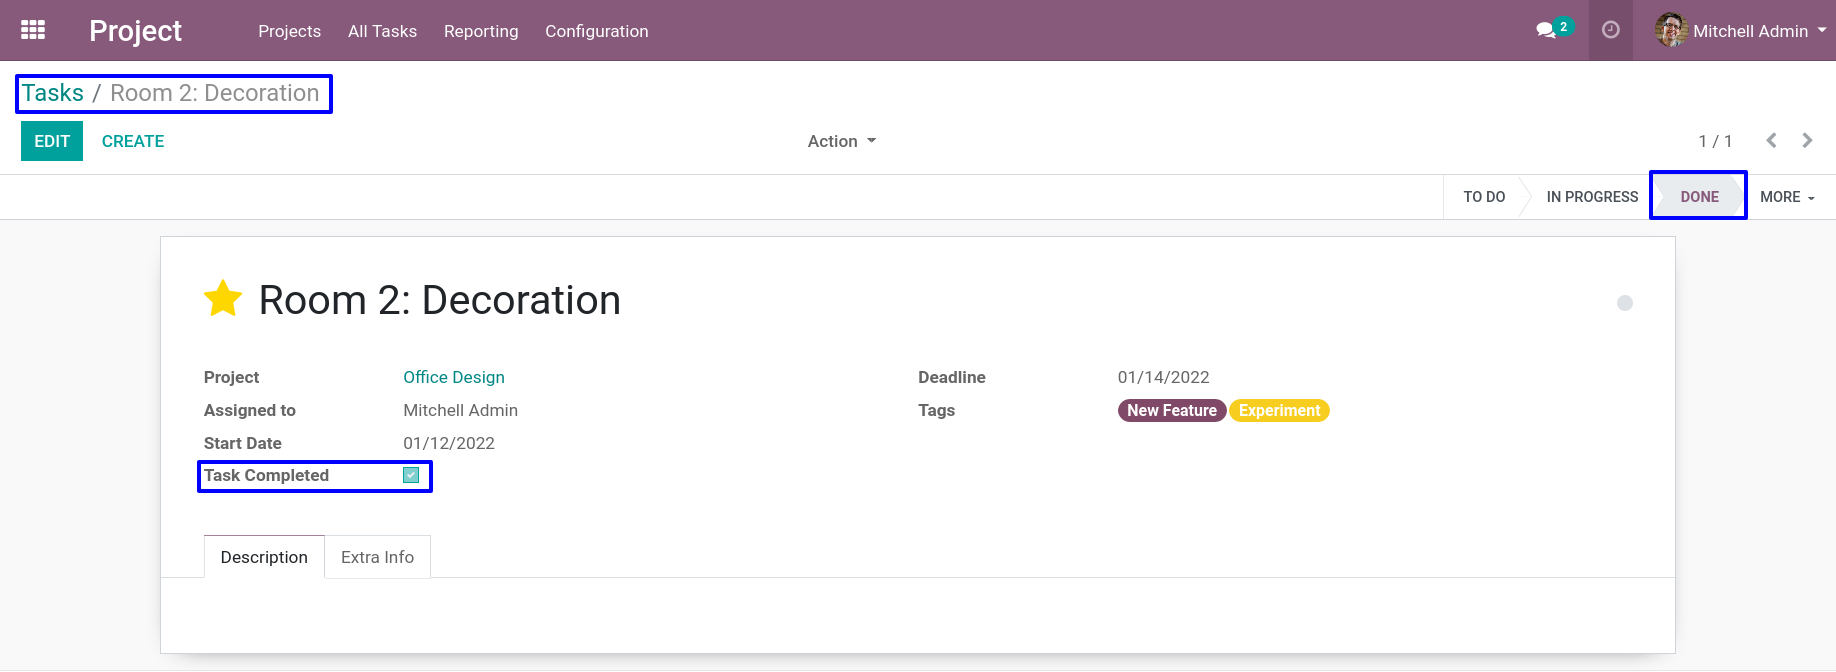 Project Projects All Tasks Reporting Configuration 2 Mitchell Admin
Tasks / Room 2: Decoration
EDIT CREATE Action 1 / 1
TO DO IN PROGRESS DONE MORE
Room 2: Decoration
Project Office Design Deadline 01/14/2022
Assigned to Mitchell Admin Tags New Feature Experiment
Start Date 01/12/2022
Task Completed
Description Extra Info